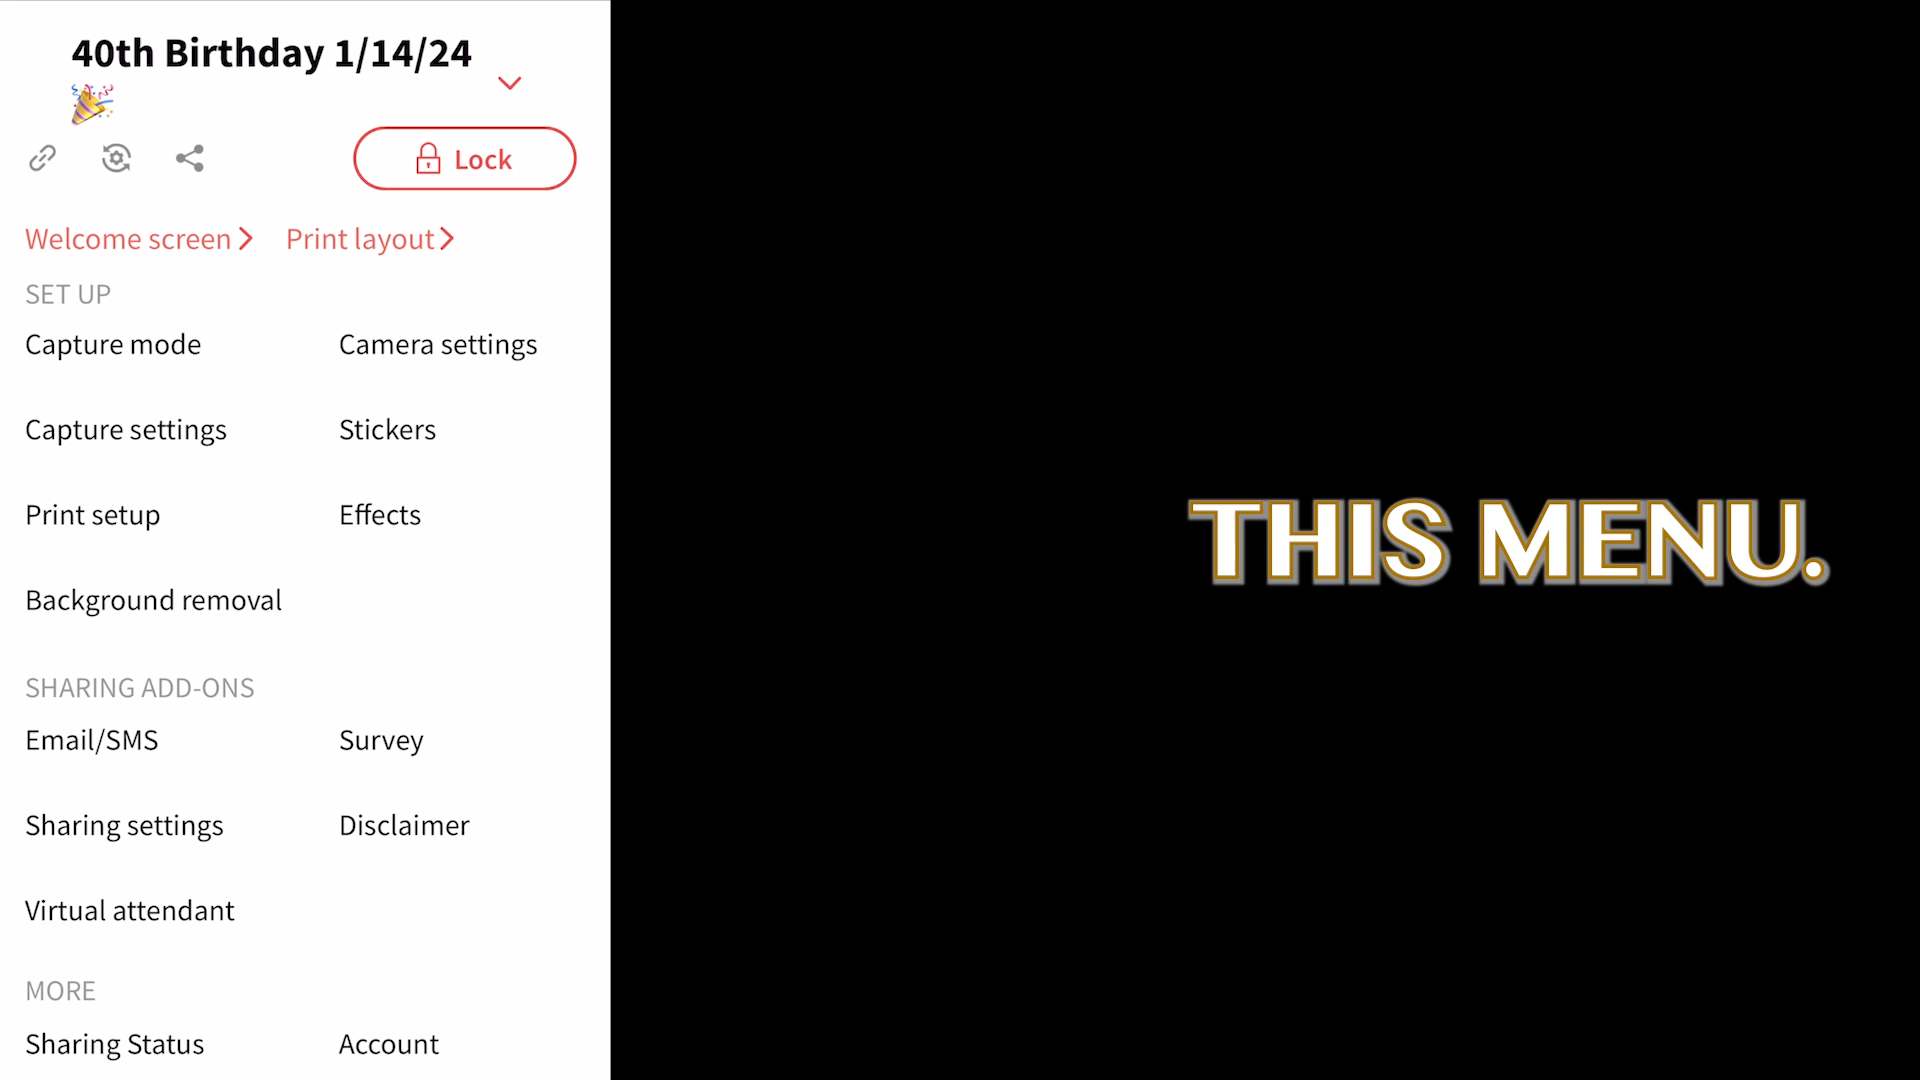 40th Birthday 1/14/24
🎉
Lock
Welcome screen Print layout
SET UP
Capture mode Camera settings
Capture settings Stickers
Print setup Effects
Background removal
SHARING ADD-ONS
Email/SMS Survey
Sharing settings Disclaimer
Virtual attendant
MORE
Sharing Status Account
THIS MENU.